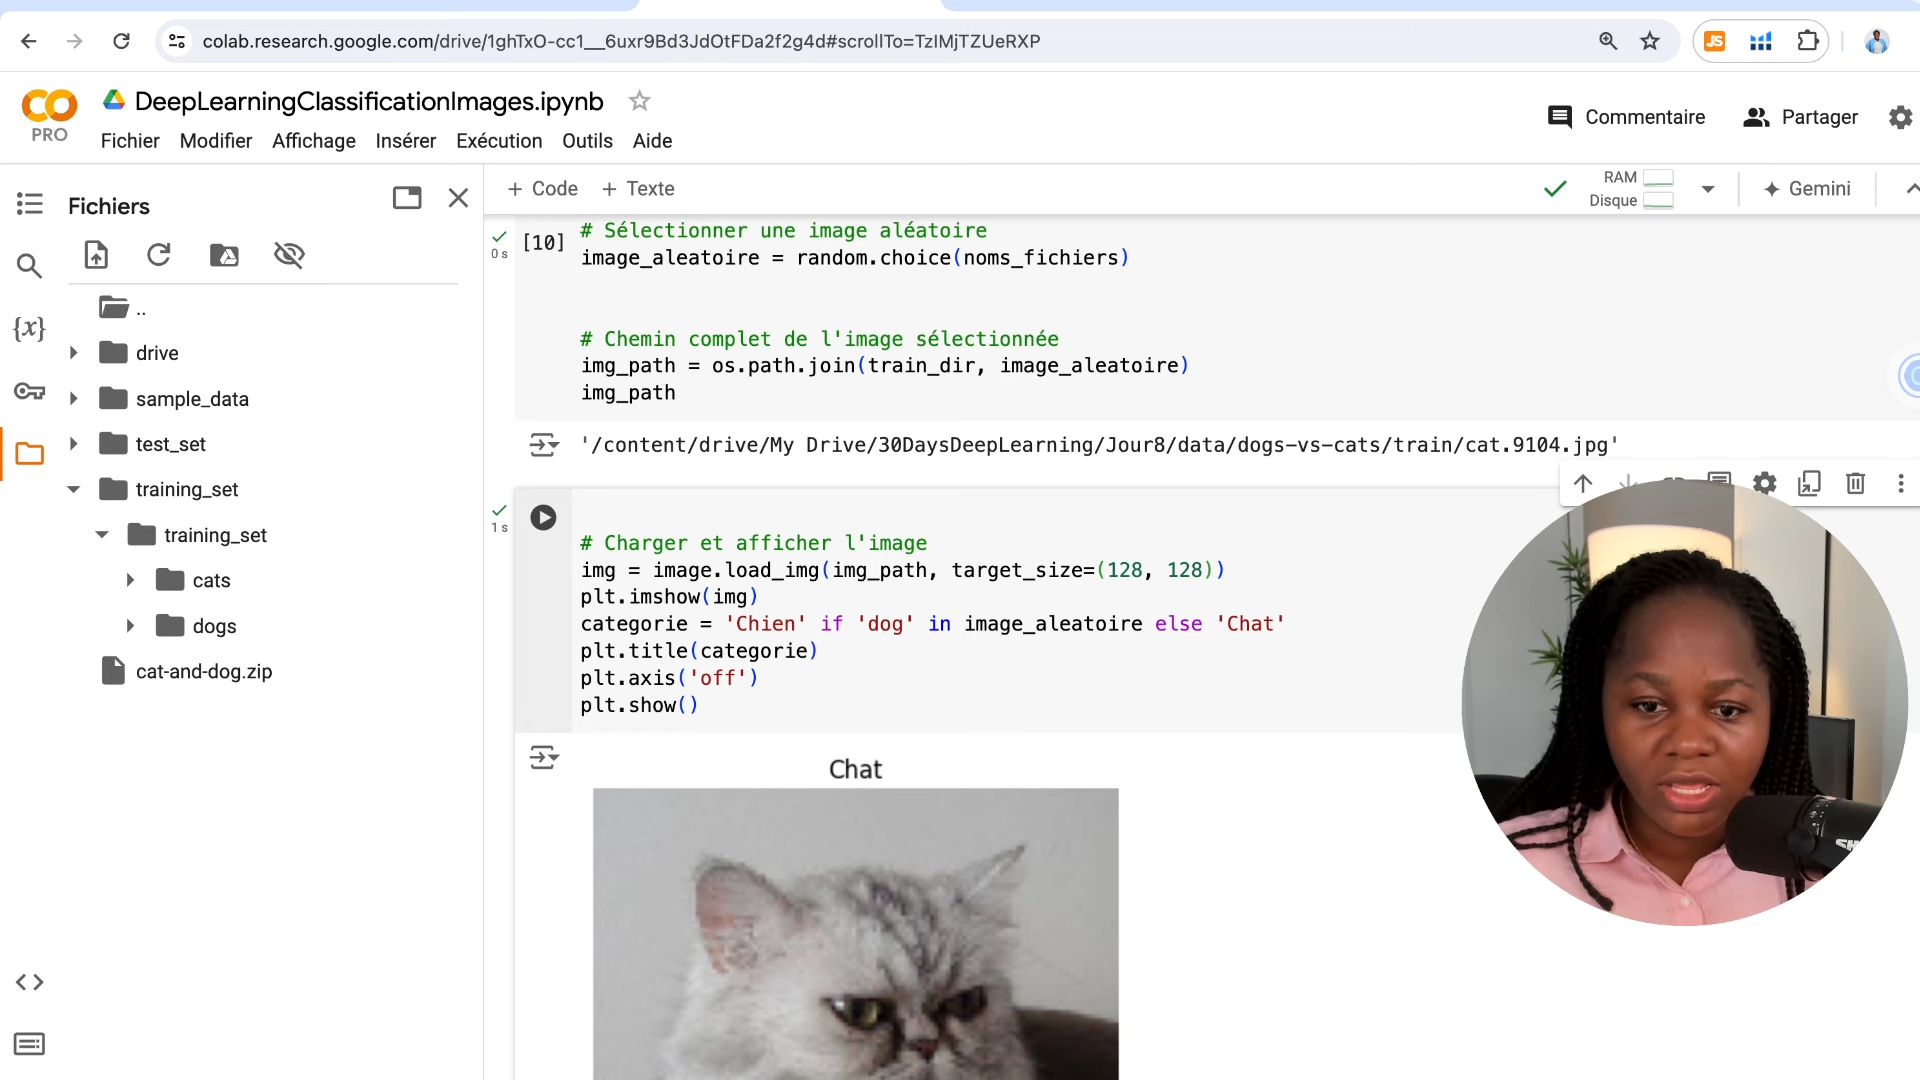 colab.research.google.com/drive/1ghTxO-cc1__6uxr9Bd3JdOtFDa2f2g4d#scrollTo=TzIMjTZUeRXP
JS
CO
PRO
DeepLearningClassificationImages.ipynb
Fichier Modifier Affichage Insérer Exécution Outils Aide
Commentaire
Partager
Fichiers
+ Code + Texte
RAM
Disque
Gemini
{x}
..
drive
sample_data
test_set
training_set
training_set
cats
dogs
cat-and-dog.zip
0 s
[10]
# Sélectionner une image aléatoire
image_aleatoire = random.choice(noms_fichiers)
# Chemin complet de l'image sélectionnée
img_path = os.path.join(train_dir, image_aleatoire)
img_path
'/content/drive/My Drive/30DaysDeepLearning/Jour8/data/dogs-vs-cats/train/cat.9104.jpg'
1 s
# Charger et afficher l'image
img = image.load_img(img_path, target_size=(128, 128))
plt.imshow(img)
categorie = 'Chien' if 'dog' in image_aleatoire else 'Chat'
plt.title(categorie)
plt.axis('off')
plt.show()
Chat
SH